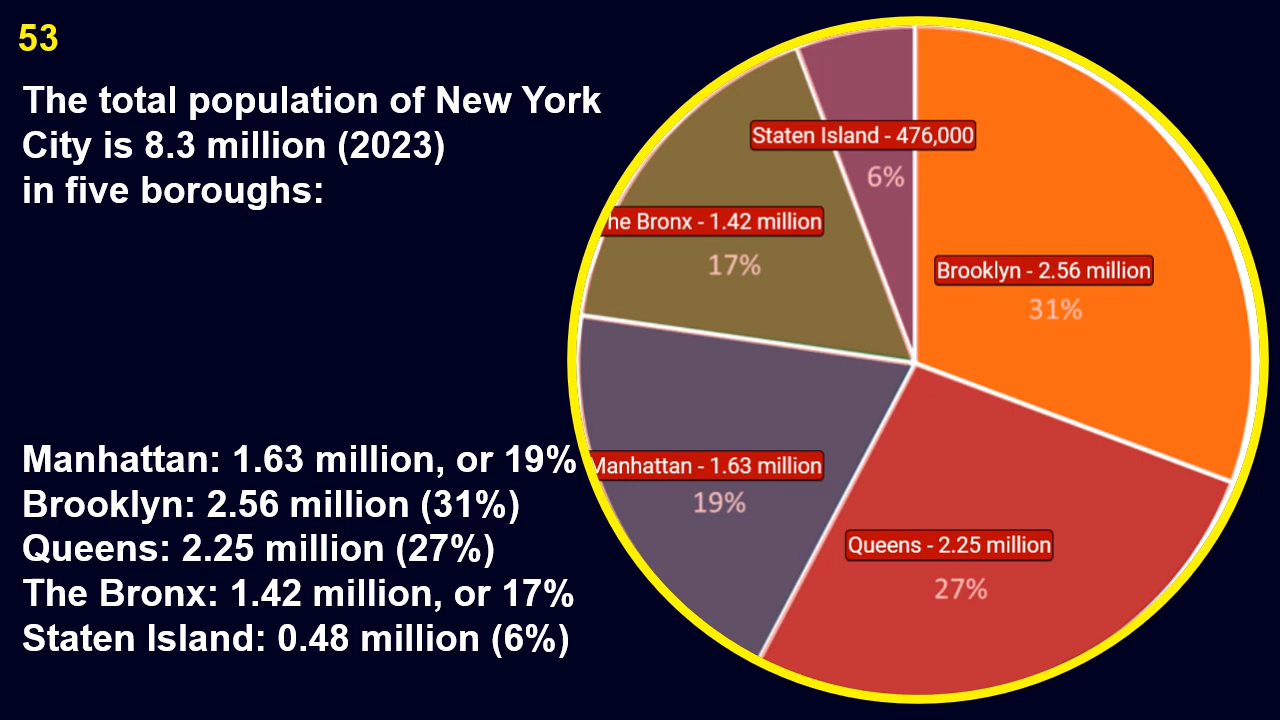 53
The total population of New York
City is 8.3 million (2023)
in five boroughs:
Manhattan: 1.63 million, or 19%
Brooklyn: 2.56 million (31%)
Queens: 2.25 million (27%)
The Bronx: 1.42 million, or 17%
Staten Island: 0.48 million (6%)
Staten Island - 476,000
6%
he Bronx - 1.42 million
17%
Brooklyn - 2.56 million
31%
Manhattan - 1.63 million
19%
Queens - 2.25 million
27%